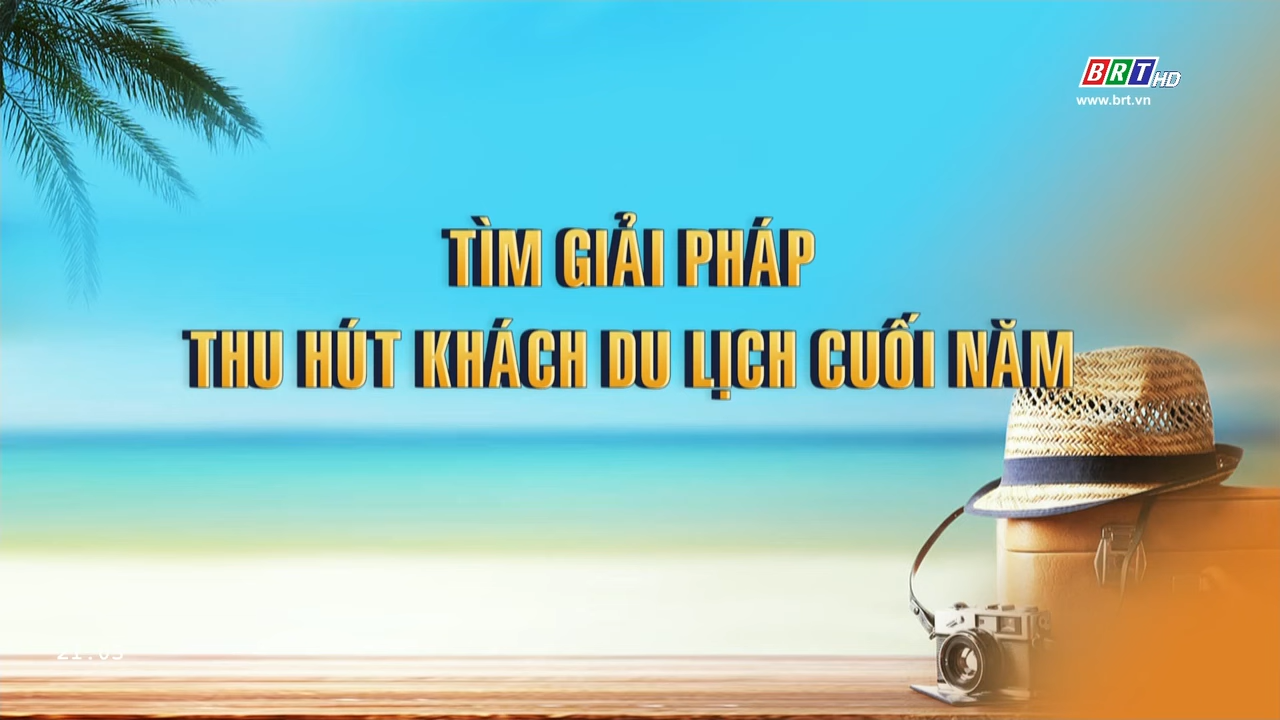 BRT HD
www.brt.vn
TÌM GIẢI PHÁP
THU HÚT KHÁCH DU LỊCH CUỐI NĂM